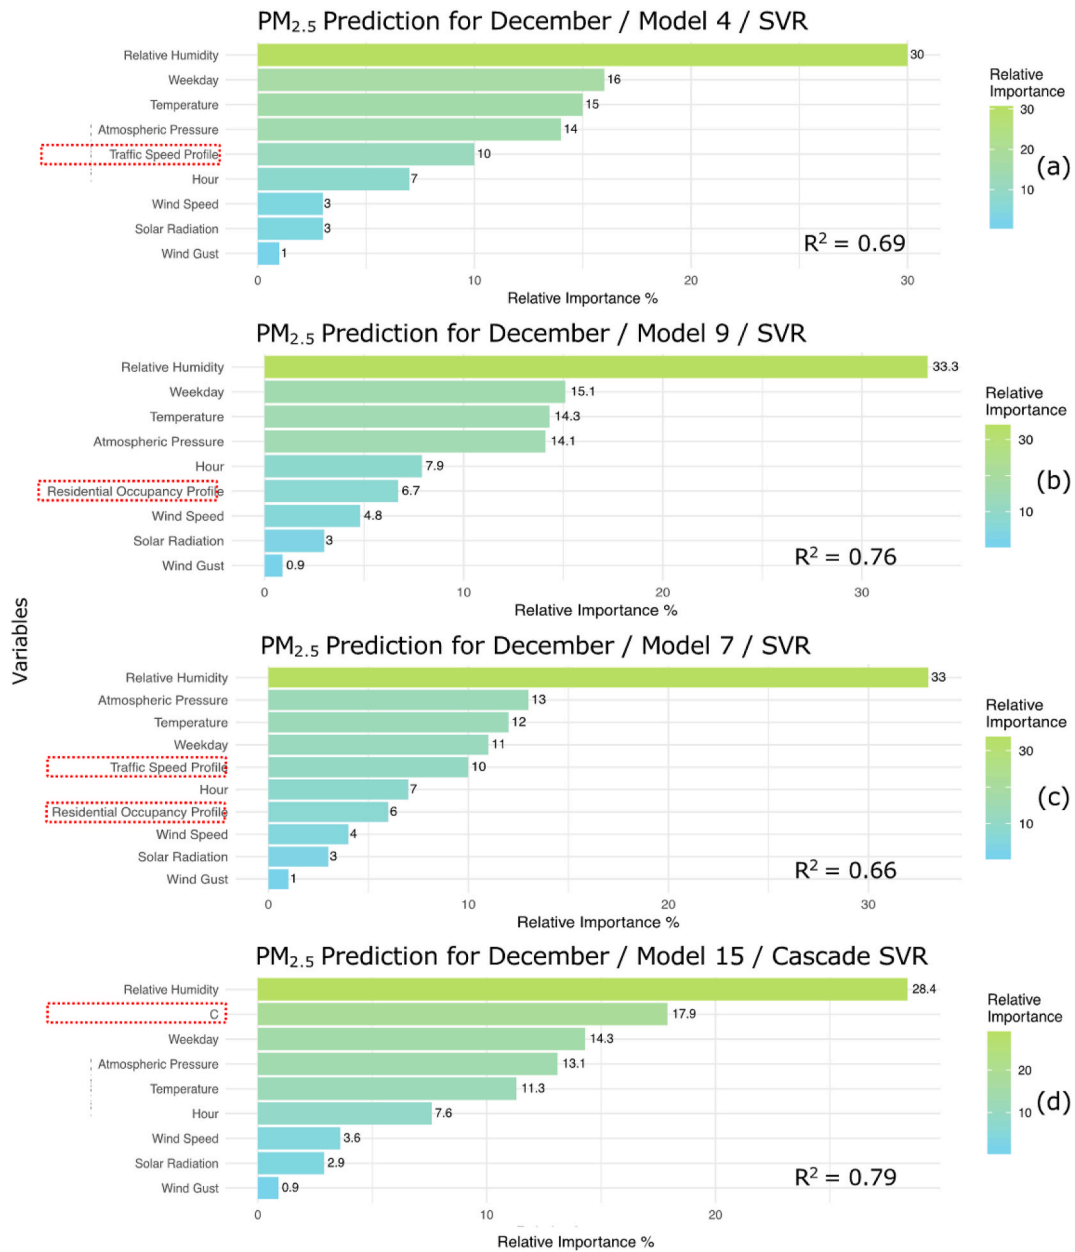 PM2.5 Prediction for December / Model 4 / SVR
Relative Humidity 30
Weekday 16
Temperature 15
Atmospheric Pressure 14
Traffic Speed Profile 10
Hour 7
Wind Speed 3
Solar Radiation 3
Wind Gust 1
R² = 0.69
0 10 20 30
Relative Importance %
Relative
Importance
30
20
10
(a)
PM2.5 Prediction for December / Model 9 / SVR
Relative Humidity 33.3
Weekday 15.1
Temperature 14.3
Atmospheric Pressure 14.1
Hour 7.9
Residential Occupancy Profile 6.7
Wind Speed 4.8
Solar Radiation 3
Wind Gust 0.9
R² = 0.76
0 10 20 30
Relative Importance %
Relative
Importance
30
20
10
(b)
Variables
PM2.5 Prediction for December / Model 7 / SVR
Relative Humidity 33
Atmospheric Pressure 13
Temperature 12
Weekday 11
Traffic Speed Profile 10
Hour 7
Residential Occupancy Profile 6
Wind Speed 4
Solar Radiation 3
Wind Gust 1
R² = 0.66
0 10 20 30
Relative Importance %
Relative
Importance
30
20
10
(c)
PM2.5 Prediction for December / Model 15 / Cascade SVR
Relative Humidity 28.4
C 17.9
Weekday 14.3
Atmospheric Pressure 13.1
Temperature 11.3
Hour 7.6
Wind Speed 3.6
Solar Radiation 2.9
Wind Gust 0.9
R² = 0.79
0 10 20
Relative Importance %
Relative
Importance
20
10
(d)